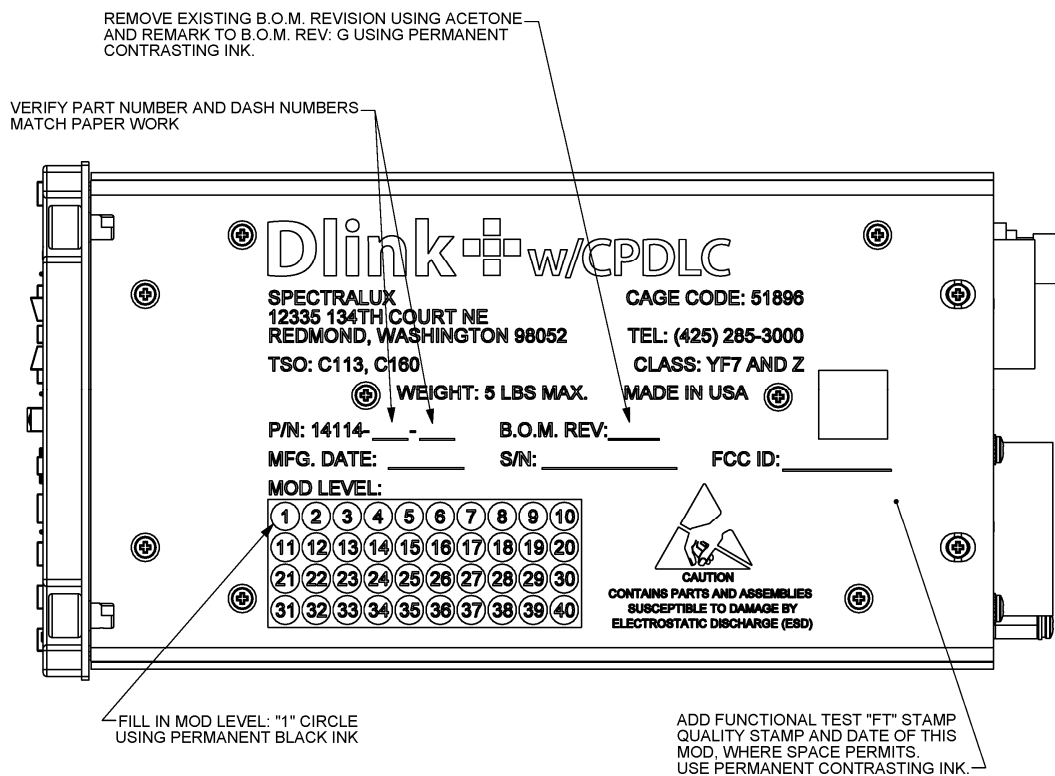 REMOVE EXISTING B.O.M. REVISION USING ACETONE
AND REMARK TO B.O.M. REV: G USING PERMANENT
CONTRASTING INK.
VERIFY PART NUMBER AND DASH NUMBERS
MATCH PAPER WORK
Dlink w/CPDLC
SPECTRALUX
12335 134TH COURT NE
REDMOND, WASHINGTON 98052
CAGE CODE: 51896
TEL: (425) 285-3000
TSO: C113, C160
CLASS: YF7 AND Z
WEIGHT: 5 LBS MAX.
MADE IN USA
P/N: 14114-___-___
B.O.M. REV:____
MFG. DATE: ______
S/N: __________
FCC ID: ________
MOD LEVEL:
1 2 3 4 5 6 7 8 9 10
11 12 13 14 15 16 17 18 19 20
21 22 23 24 25 26 27 28 29 30
31 32 33 34 35 36 37 38 39 40
CAUTION
CONTAINS PARTS AND ASSEMBLIES
SUSCEPTIBLE TO DAMAGE BY
ELECTROSTATIC DISCHARGE (ESD)
FILL IN MOD LEVEL: "1" CIRCLE
USING PERMANENT BLACK INK
ADD FUNCTIONAL TEST "FT" STAMP
QUALITY STAMP AND DATE OF THIS
MOD, WHERE SPACE PERMITS.
USE PERMANENT CONTRASTING INK.